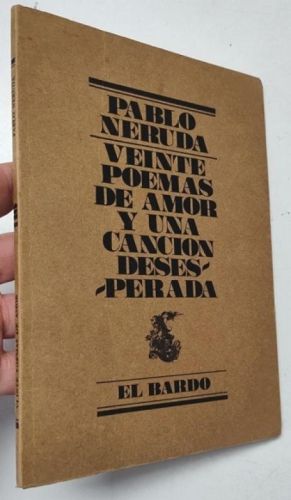 PABLO
NERUDA
VEINTE
POEMAS
DE AMOR
Y UNA
CANCION
DESES-
-PERADA
EL BARDO